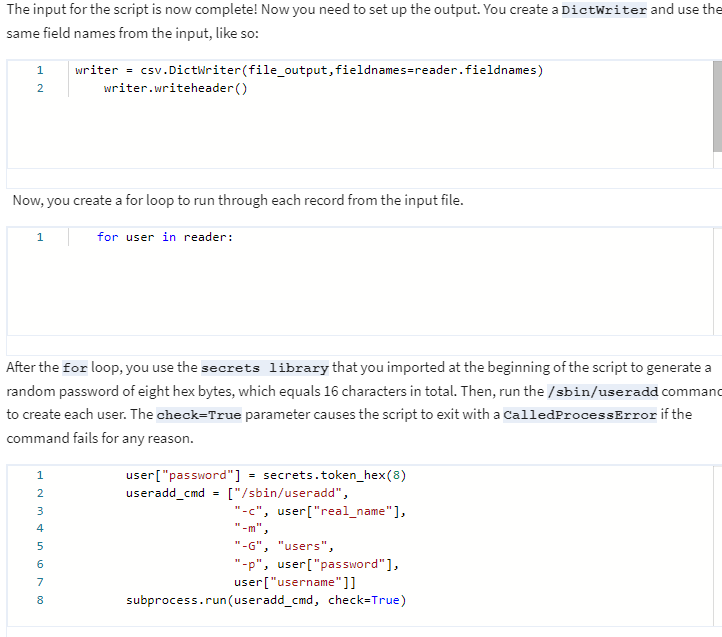 The input for the script is now complete! Now you need to set up the output. You create a DictWriter and use the
same field names from the input, like so:
1 writer = csv.DictWriter(file_output,fieldnames=reader.fieldnames)
2 writer.writeheader()
Now, you create a for loop to run through each record from the input file.
1 for user in reader:
After the for loop, you use the secrets library that you imported at the beginning of the script to generate a
random password of eight hex bytes, which equals 16 characters in total. Then, run the /sbin/useradd command
to create each user. The check=True parameter causes the script to exit with a CalledProcessError if the
command fails for any reason.
1 user["password"] = secrets.token_hex(8)
2 useradd_cmd = ["/sbin/useradd",
3 "-c", user["real_name"],
4 "-m",
5 "-G", "users",
6 "-p", user["password"],
7 user["username"]]
8 subprocess.run(useradd_cmd, check=True)